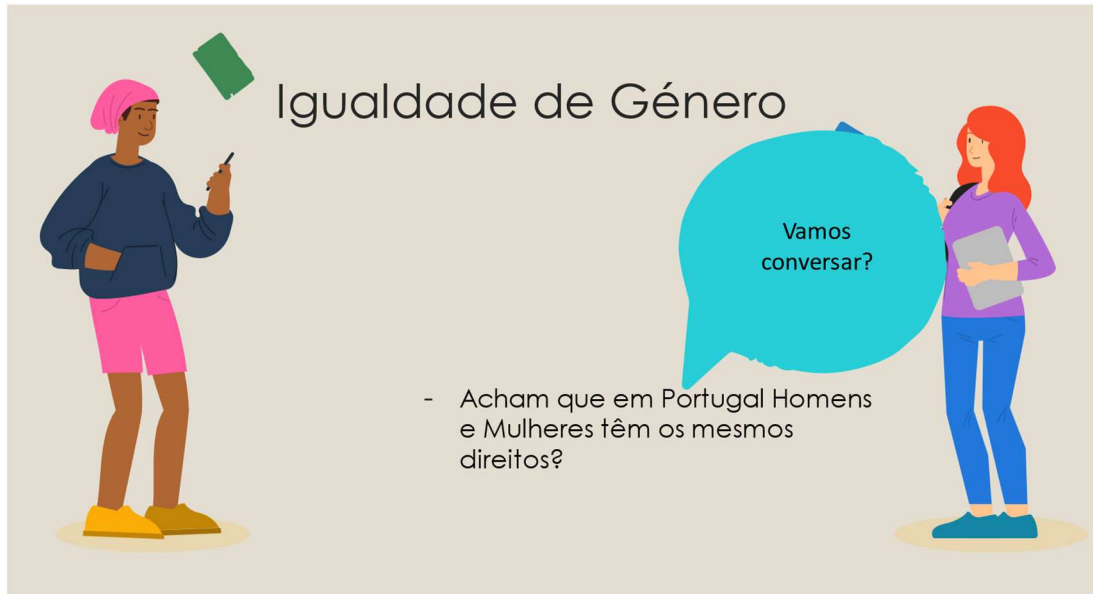 Igualdade de Género
Vamos
conversar?
- Acham que em Portugal Homens
e Mulheres têm os mesmos
direitos?